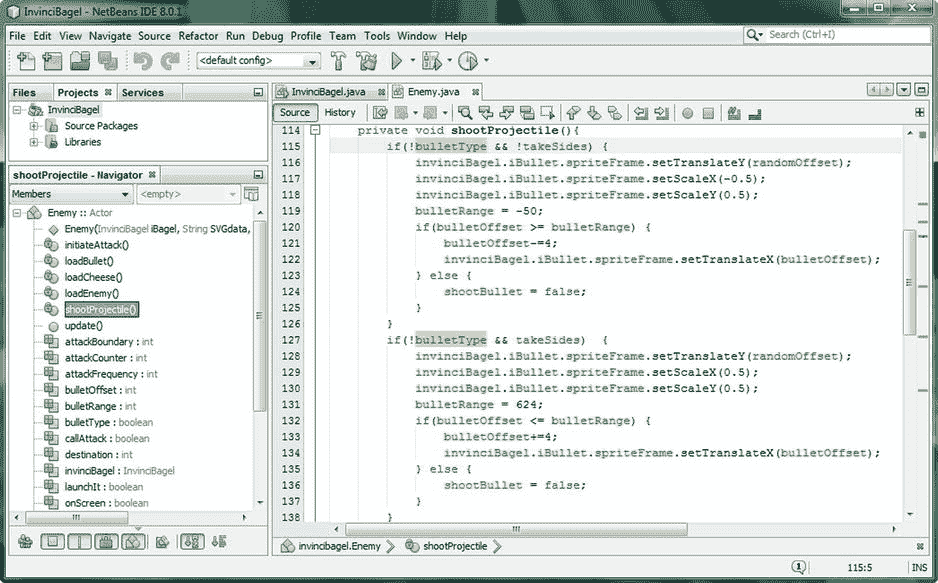 InvinciBagel - NetBeans IDE 8.0.1
File Edit View Navigate Source Refactor Run Debug Profile Team Tools Window Help
Search (Ctrl+I)
<default config>
Files Projects Services
InvinciBagel
Source Packages
Libraries
shootProjectile - Navigator
Members <empty>
Enemy :: Actor
Enemy(InvinciBagel iBagel, String SVGdata,
initiateAttack()
loadBullet()
loadCheese()
loadEnemy()
shootProjectile()
update()
attackBoundary : int
attackCounter : int
attackFrequency : int
bulletOffset : int
bulletRange : int
bulletType : boolean
callAttack : boolean
destination : int
invinciBagel : InvinciBagel
launchIt : boolean
onScreen : boolean
InvinciBagel.java Enemy.java
Source History
114 private void shootProjectile(){
115 if(!bulletType && !takeSides) {
116 invinciBagel.iBullet.spriteFrame.setTranslateY(randomOffset);
117 invinciBagel.iBullet.spriteFrame.setScaleX(-0.5);
118 invinciBagel.iBullet.spriteFrame.setScaleY(0.5);
119 bulletRange = -50;
120 if(bulletOffset >= bulletRange) {
121 bulletOffset-=4;
122 invinciBagel.iBullet.spriteFrame.setTranslateX(bulletOffset);
123 } else {
124 shootBullet = false;
125 }
126 }
127 if(!bulletType && takeSides) {
128 invinciBagel.iBullet.spriteFrame.setTranslateY(randomOffset);
129 invinciBagel.iBullet.spriteFrame.setScaleX(0.5);
130 invinciBagel.iBullet.spriteFrame.setScaleY(0.5);
131 bulletRange = 624;
132 if(bulletOffset <= bulletRange) {
133 bulletOffset+=4;
134 invinciBagel.iBullet.spriteFrame.setTranslateX(bulletOffset);
135 } else {
136 shootBullet = false;
137 }
138 }
invincibagel.Enemy shootProjectile
1 115:5 INS